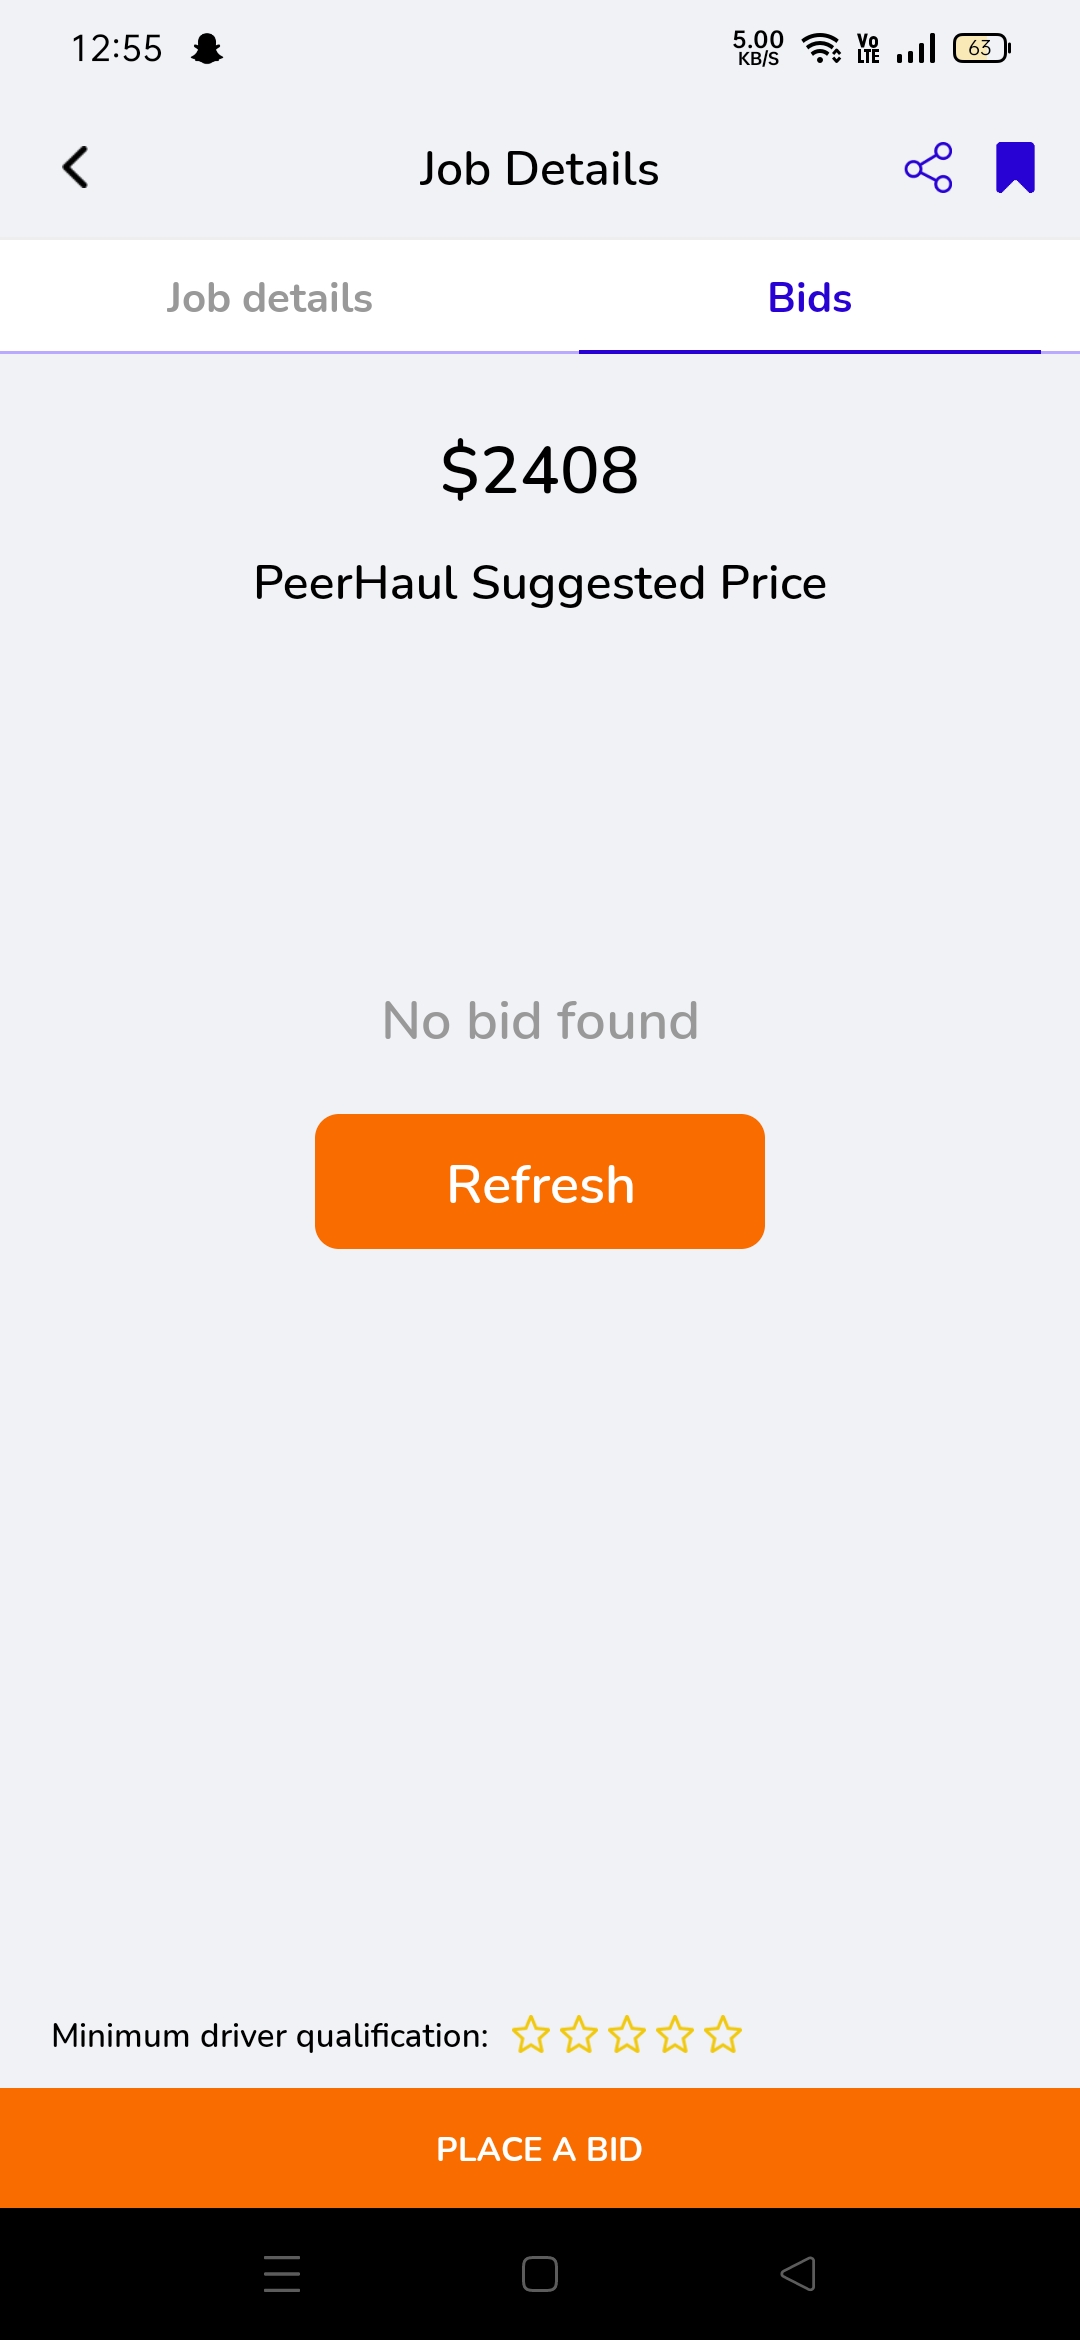 12:55
5.00
KB/S
Vo
LTE
63
Job Details
Job details
Bids
$2408
PeerHaul Suggested Price
No bid found
Refresh
Minimum driver qualification:
PLACE A BID